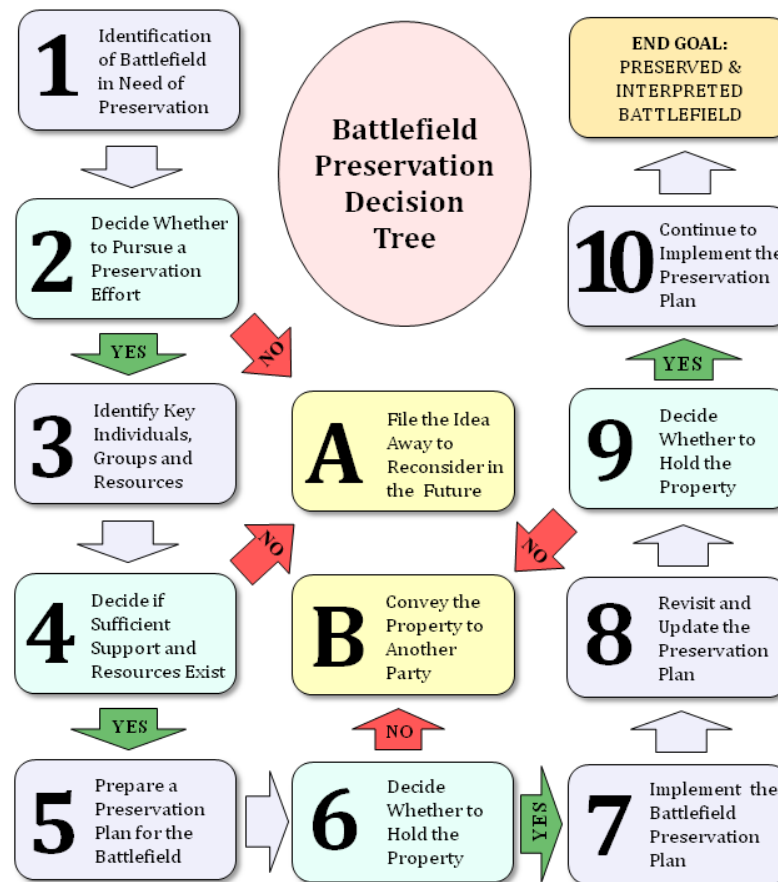 Battlefield
Preservation
Decision
Tree
1
Identification
of Battlefield
in Need of
Preservation
2
Decide Whether
to Pursue a
Preservation
Effort
YES
NO
3
Identify Key
Individuals,
Groups and
Resources
4
Decide if
Sufficient
Support and
Resources Exist
YES
NO
A
File the Idea
Away to
Reconsider in
the Future
B
Convey the
Property to
Another
Party
5
Prepare a
Preservation
Plan for the
Battlefield
6
Decide
Whether to
Hold the
Property
NO
YES
7
Implement the
Battlefield
Preservation
Plan
8
Revisit and
Update the
Preservation
Plan
9
Decide
Whether to
Hold the
Property
NO
YES
10
Continue to
Implement the
Preservation
Plan
END GOAL:
PRESERVED &
INTERPRETED
BATTLEFIELD